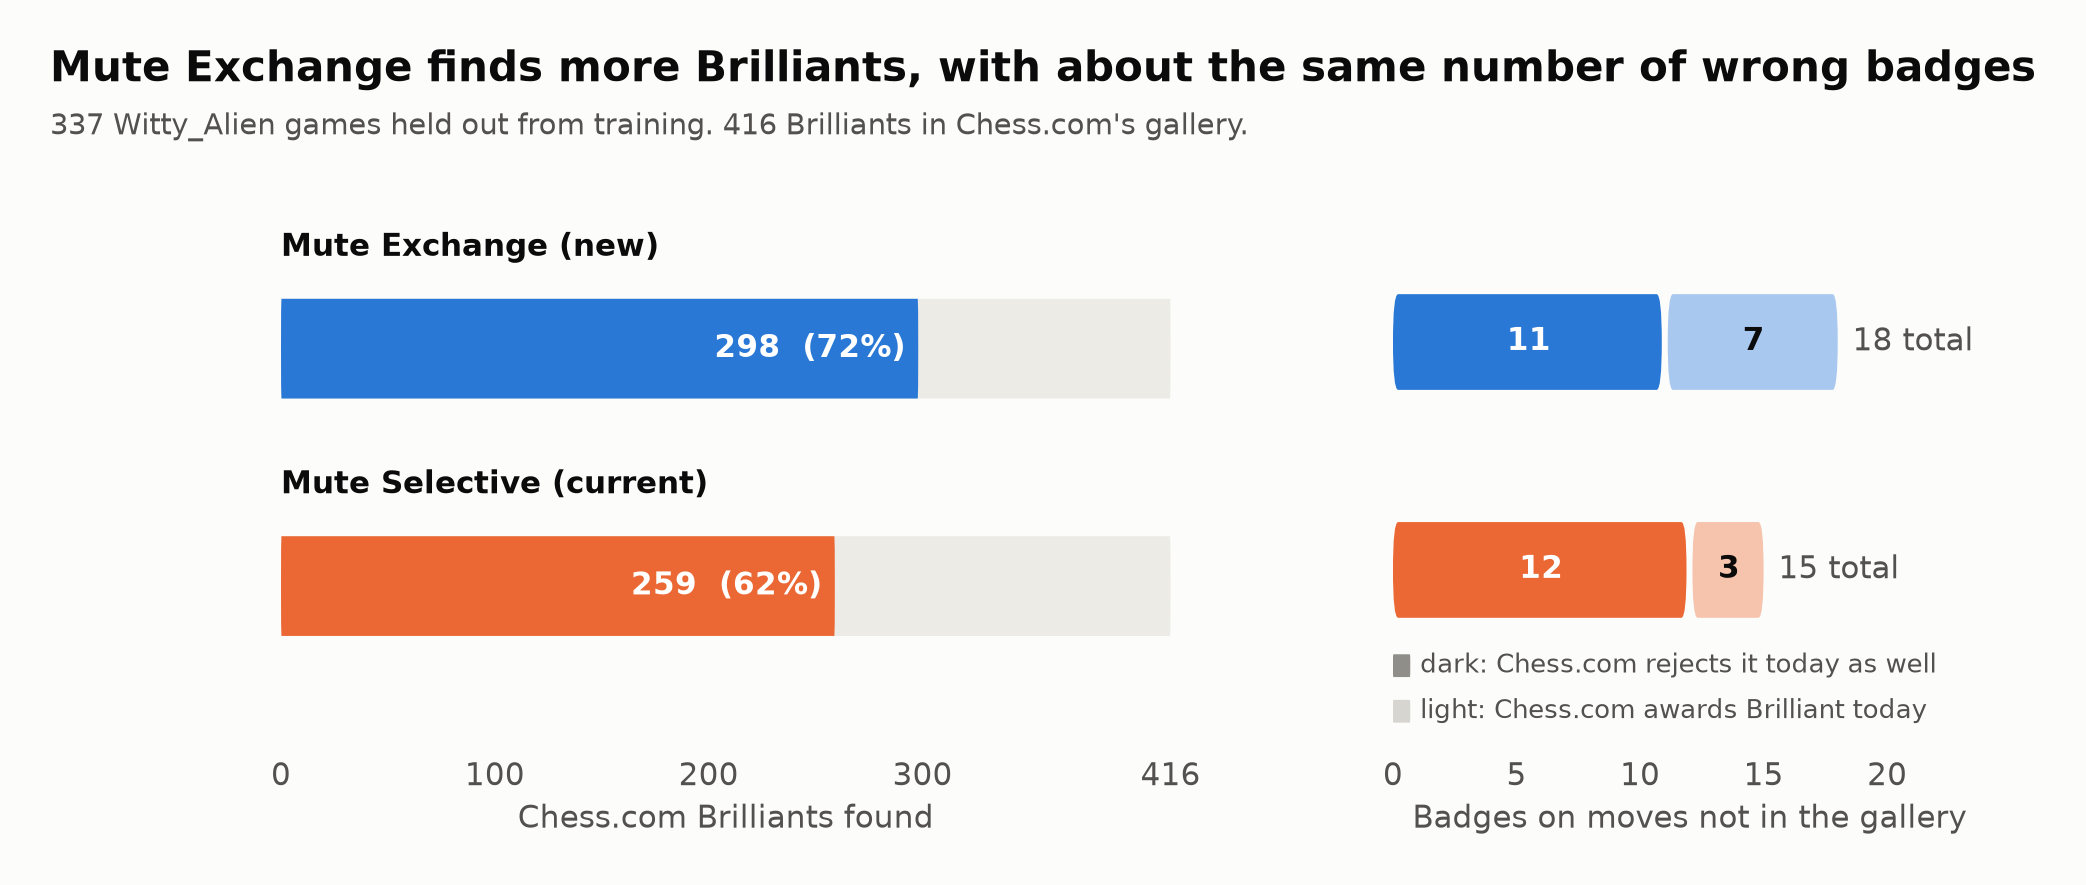 Mute Exchange finds more Brilliants, with about the same number of wrong badges
337 Witty_Alien games held out from training. 416 Brilliants in Chess.com's gallery.
Mute Exchange (new)
298 (72%)
11
7
18 total
Mute Selective (current)
259 (62%)
12
3
15 total
dark: Chess.com rejects it today as well
light: Chess.com awards Brilliant today
0 100 200 300 416
Chess.com Brilliants found
0 5 10 15 20
Badges on moves not in the gallery